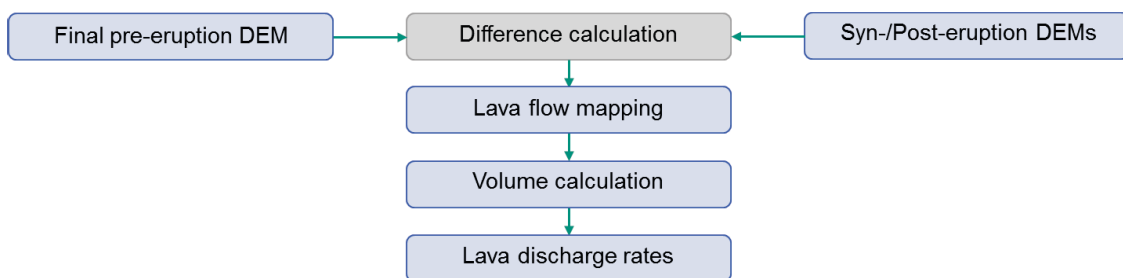 Final pre-eruption DEM
Difference calculation
Syn-/Post-eruption DEMs
Lava flow mapping
Volume calculation
Lava discharge rates